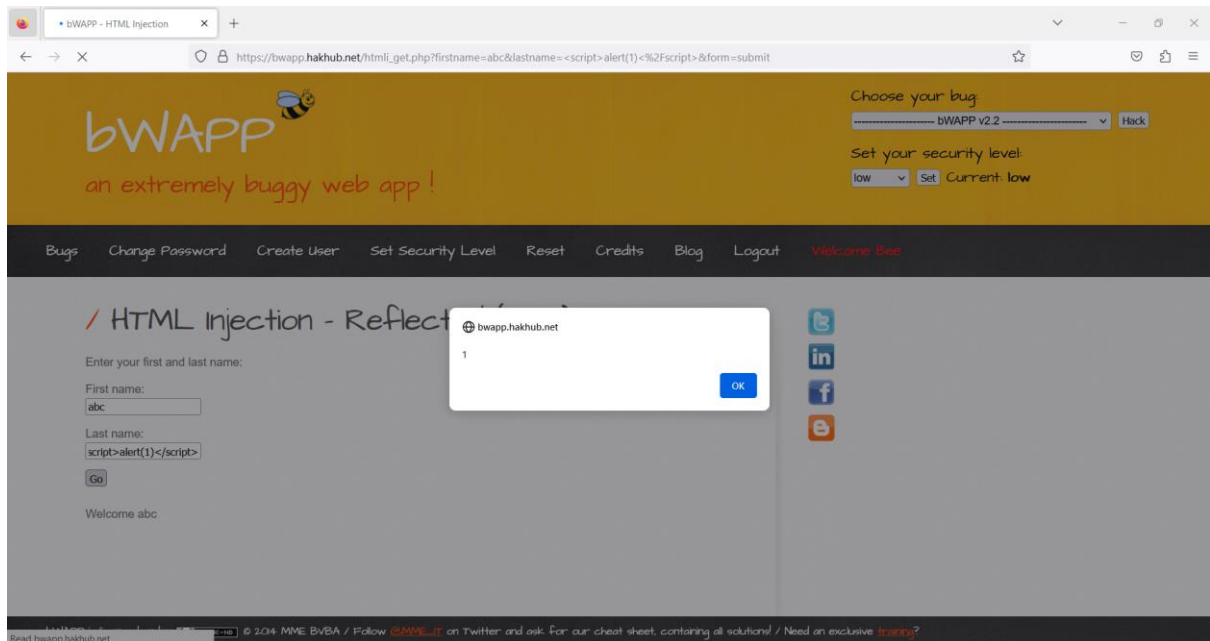 bWAPP - HTML Injection
https://bwapp.hakhub.net/htmli_get.php?firstname=abc&lastname=<script>alert(1)<%2Fscript>&form=submit
bWAPP
an extremely buggy web app !
Choose your bug:
---------------------- bWAPP v2.2 ----------------------- Hack
Set your security level:
low Set Current: low
Bugs Change Password Create User Set Security Level Reset Credits Blog Logout Welcome Bee
/ HTML Injection - Reflect
bwapp.hakhub.net
1
OK
Enter your first and last name:
First name:
abc
Last name:
script>alert(1)</script>
Go
Welcome abc
© 2014 MME BVBA / Follow @MME_IT on Twitter and ask for our cheat sheet, containing all solutions! / Need an exclusive training?
Read bwapp.hakhub.net